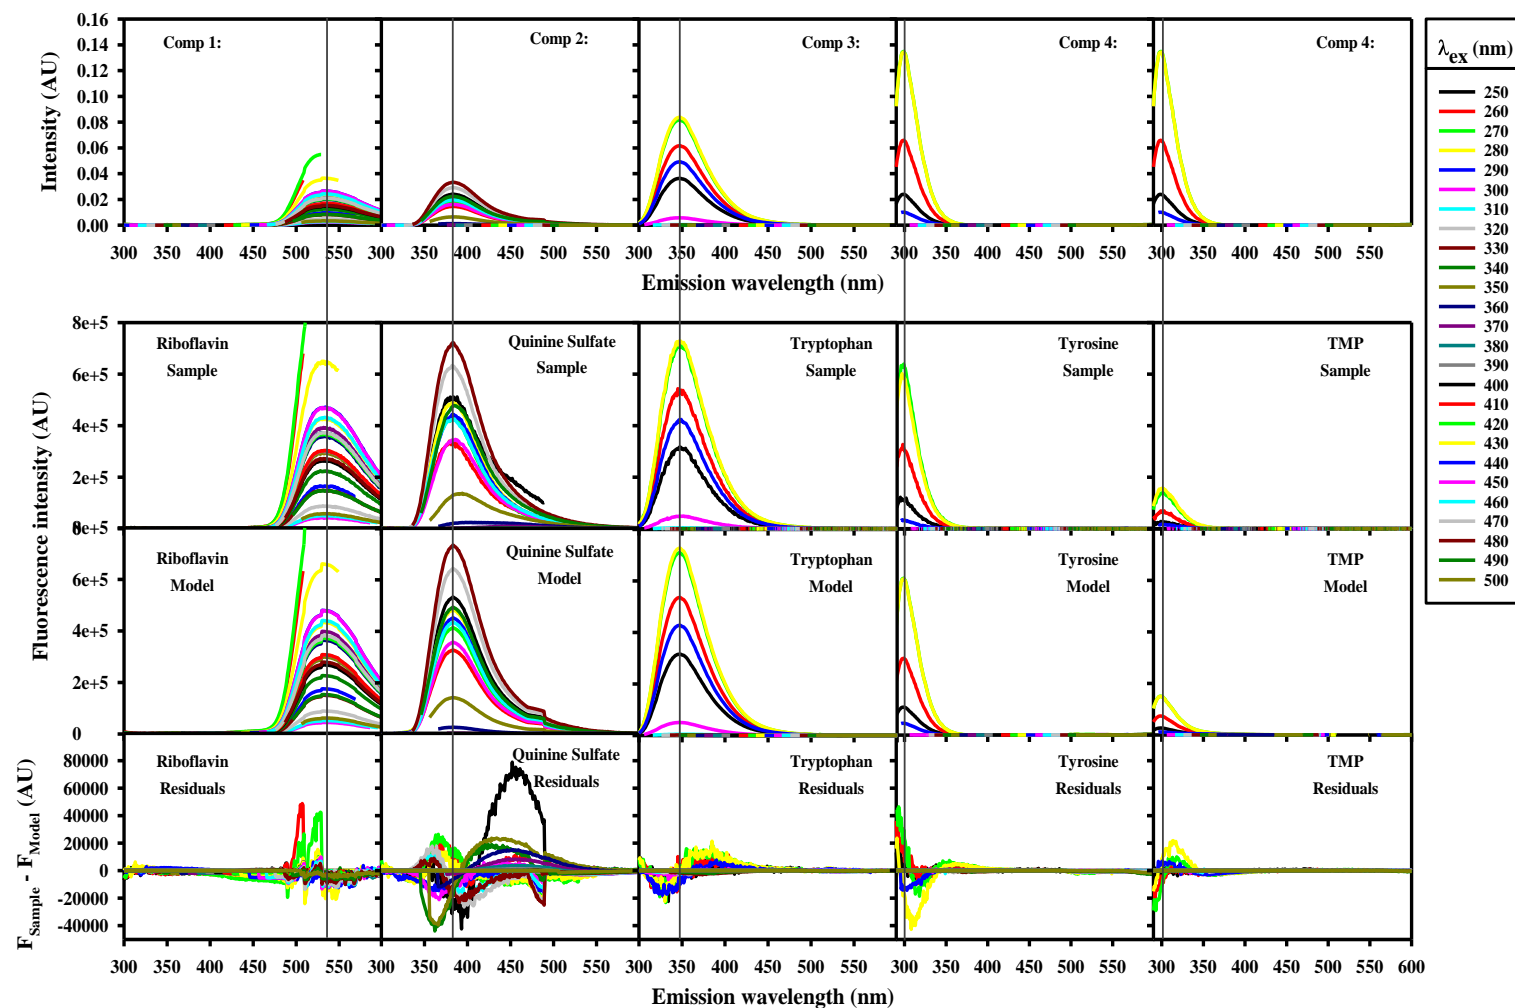 0.16
0.14
0.12
0.10
0.08
0.06
0.04
0.02
0.00
Intensity (AU)
Comp 1:
Comp 2:
Comp 3:
Comp 4:
Comp 4:
300 350 400 450 500 550 300 350 400 450 500 550 300 350 400 450 500 550 300 350 400 450 500 550 300 350 400 450 500 550
Emission wavelength (nm)
λex (nm)
250
260
270
280
290
300
310
320
330
340
350
360
370
380
390
400
410
420
430
440
450
460
470
480
490
500
Fluorescence intensity (AU)
8e+5
6e+5
4e+5
2e+5
Riboflavin
Sample
Quinine Sulfate
Sample
Tryptophan
Sample
Tyrosine
Sample
TMP
Sample
8e+5
6e+5
4e+5
2e+5
0
Riboflavin
Model
Quinine Sulfate
Model
Tryptophan
Model
Tyrosine
Model
TMP
Model
FSample - FModel (AU)
80000
60000
40000
20000
0
-20000
-40000
Riboflavin
Residuals
Quinine Sulfate
Residuals
Tryptophan
Residuals
Tyrosine
Residuals
TMP
Residuals
300 350 400 450 500 550 300 350 400 450 500 550 300 350 400 450 500 550 300 350 400 450 500 550 300 350 400 450 500 550 600
Emission wavelength (nm)